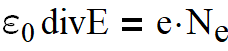 ε₀ divE = e·Nₑ